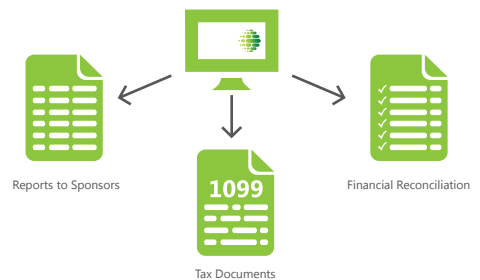 Reports to Sponsors
Financial Reconciliation
1099
Tax Documents